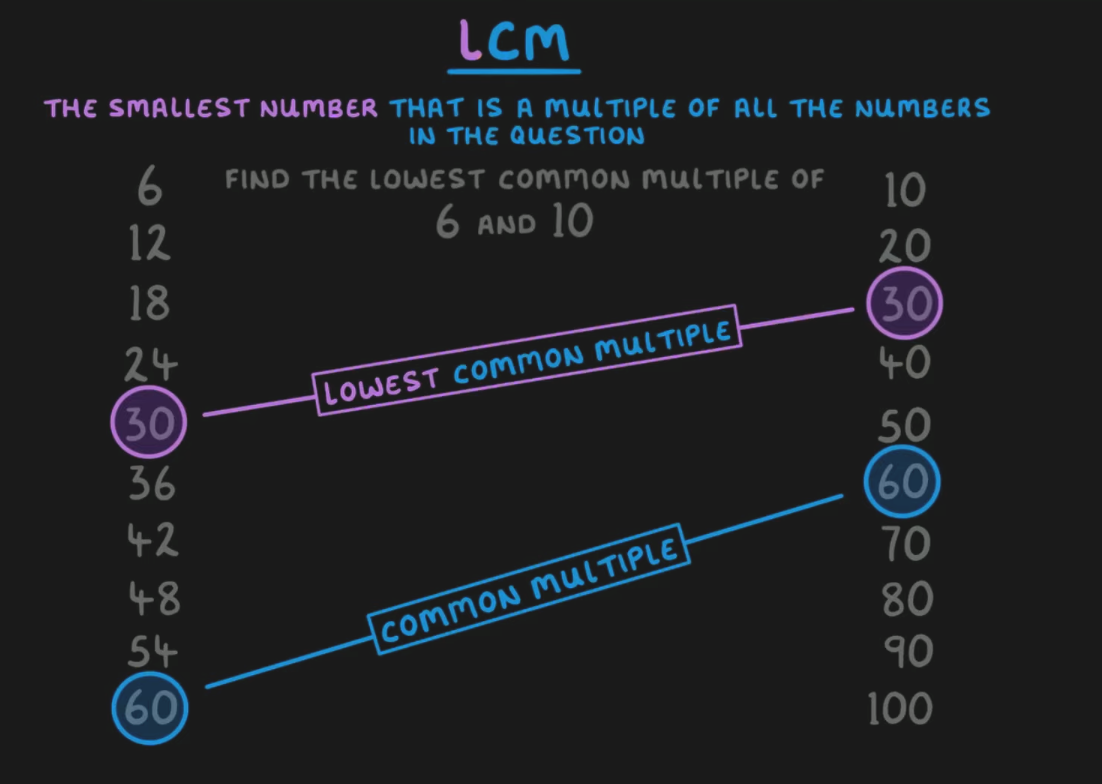 LCM
THE SMALLEST NUMBER THAT IS A MULTIPLE OF ALL THE NUMBERS
IN THE QUESTION
FIND THE LOWEST COMMON MULTIPLE OF
6 AND 10
6
12
18
24
30
36
42
48
54
60
LOWEST COMMON MULTIPLE
COMMON MULTIPLE
10
20
30
40
50
60
70
80
90
100